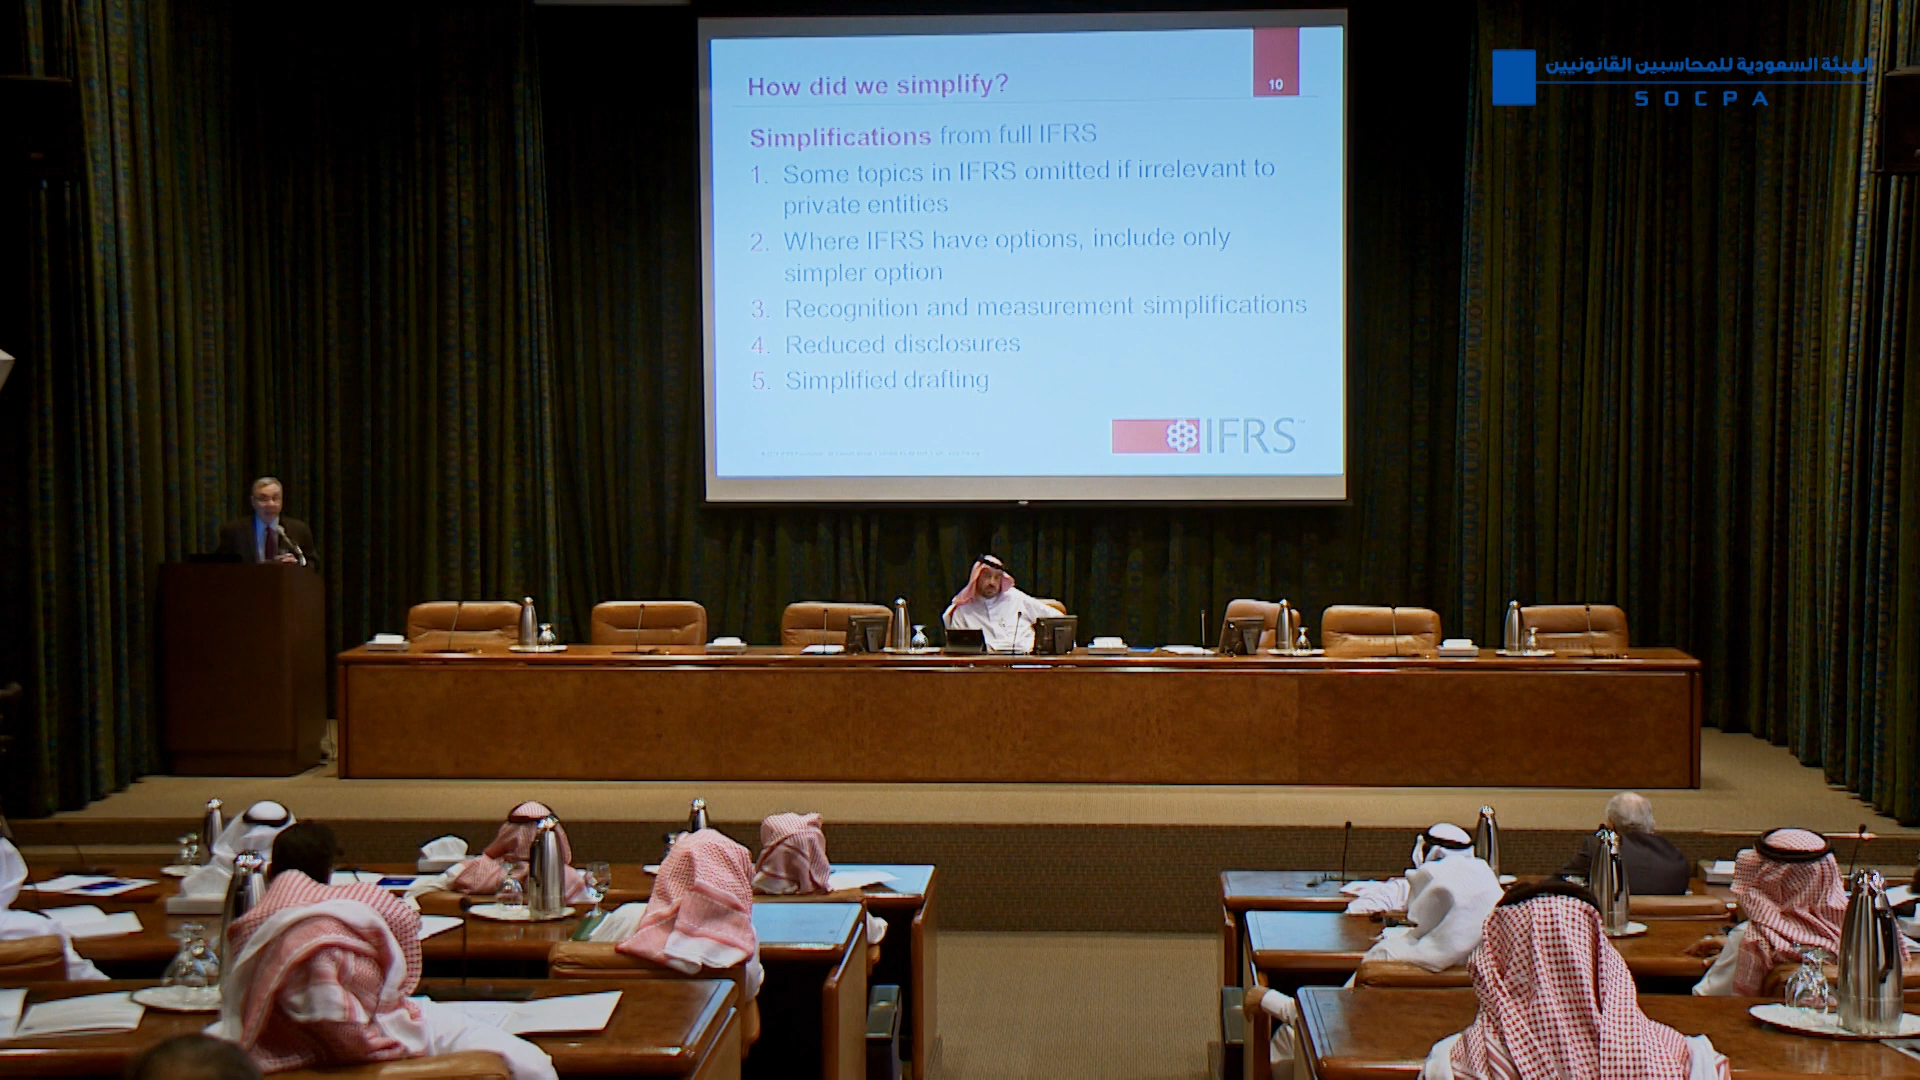 How did we simplify?
10
Simplifications from full IFRS
1. Some topics in IFRS omitted if irrelevant to
private entities
2. Where IFRS have options, include only
simpler option
3. Recognition and measurement simplifications
4. Reduced disclosures
5. Simplified drafting
IFRS
الهيئة السعودية للمحاسبين القانونيين
SOCPA